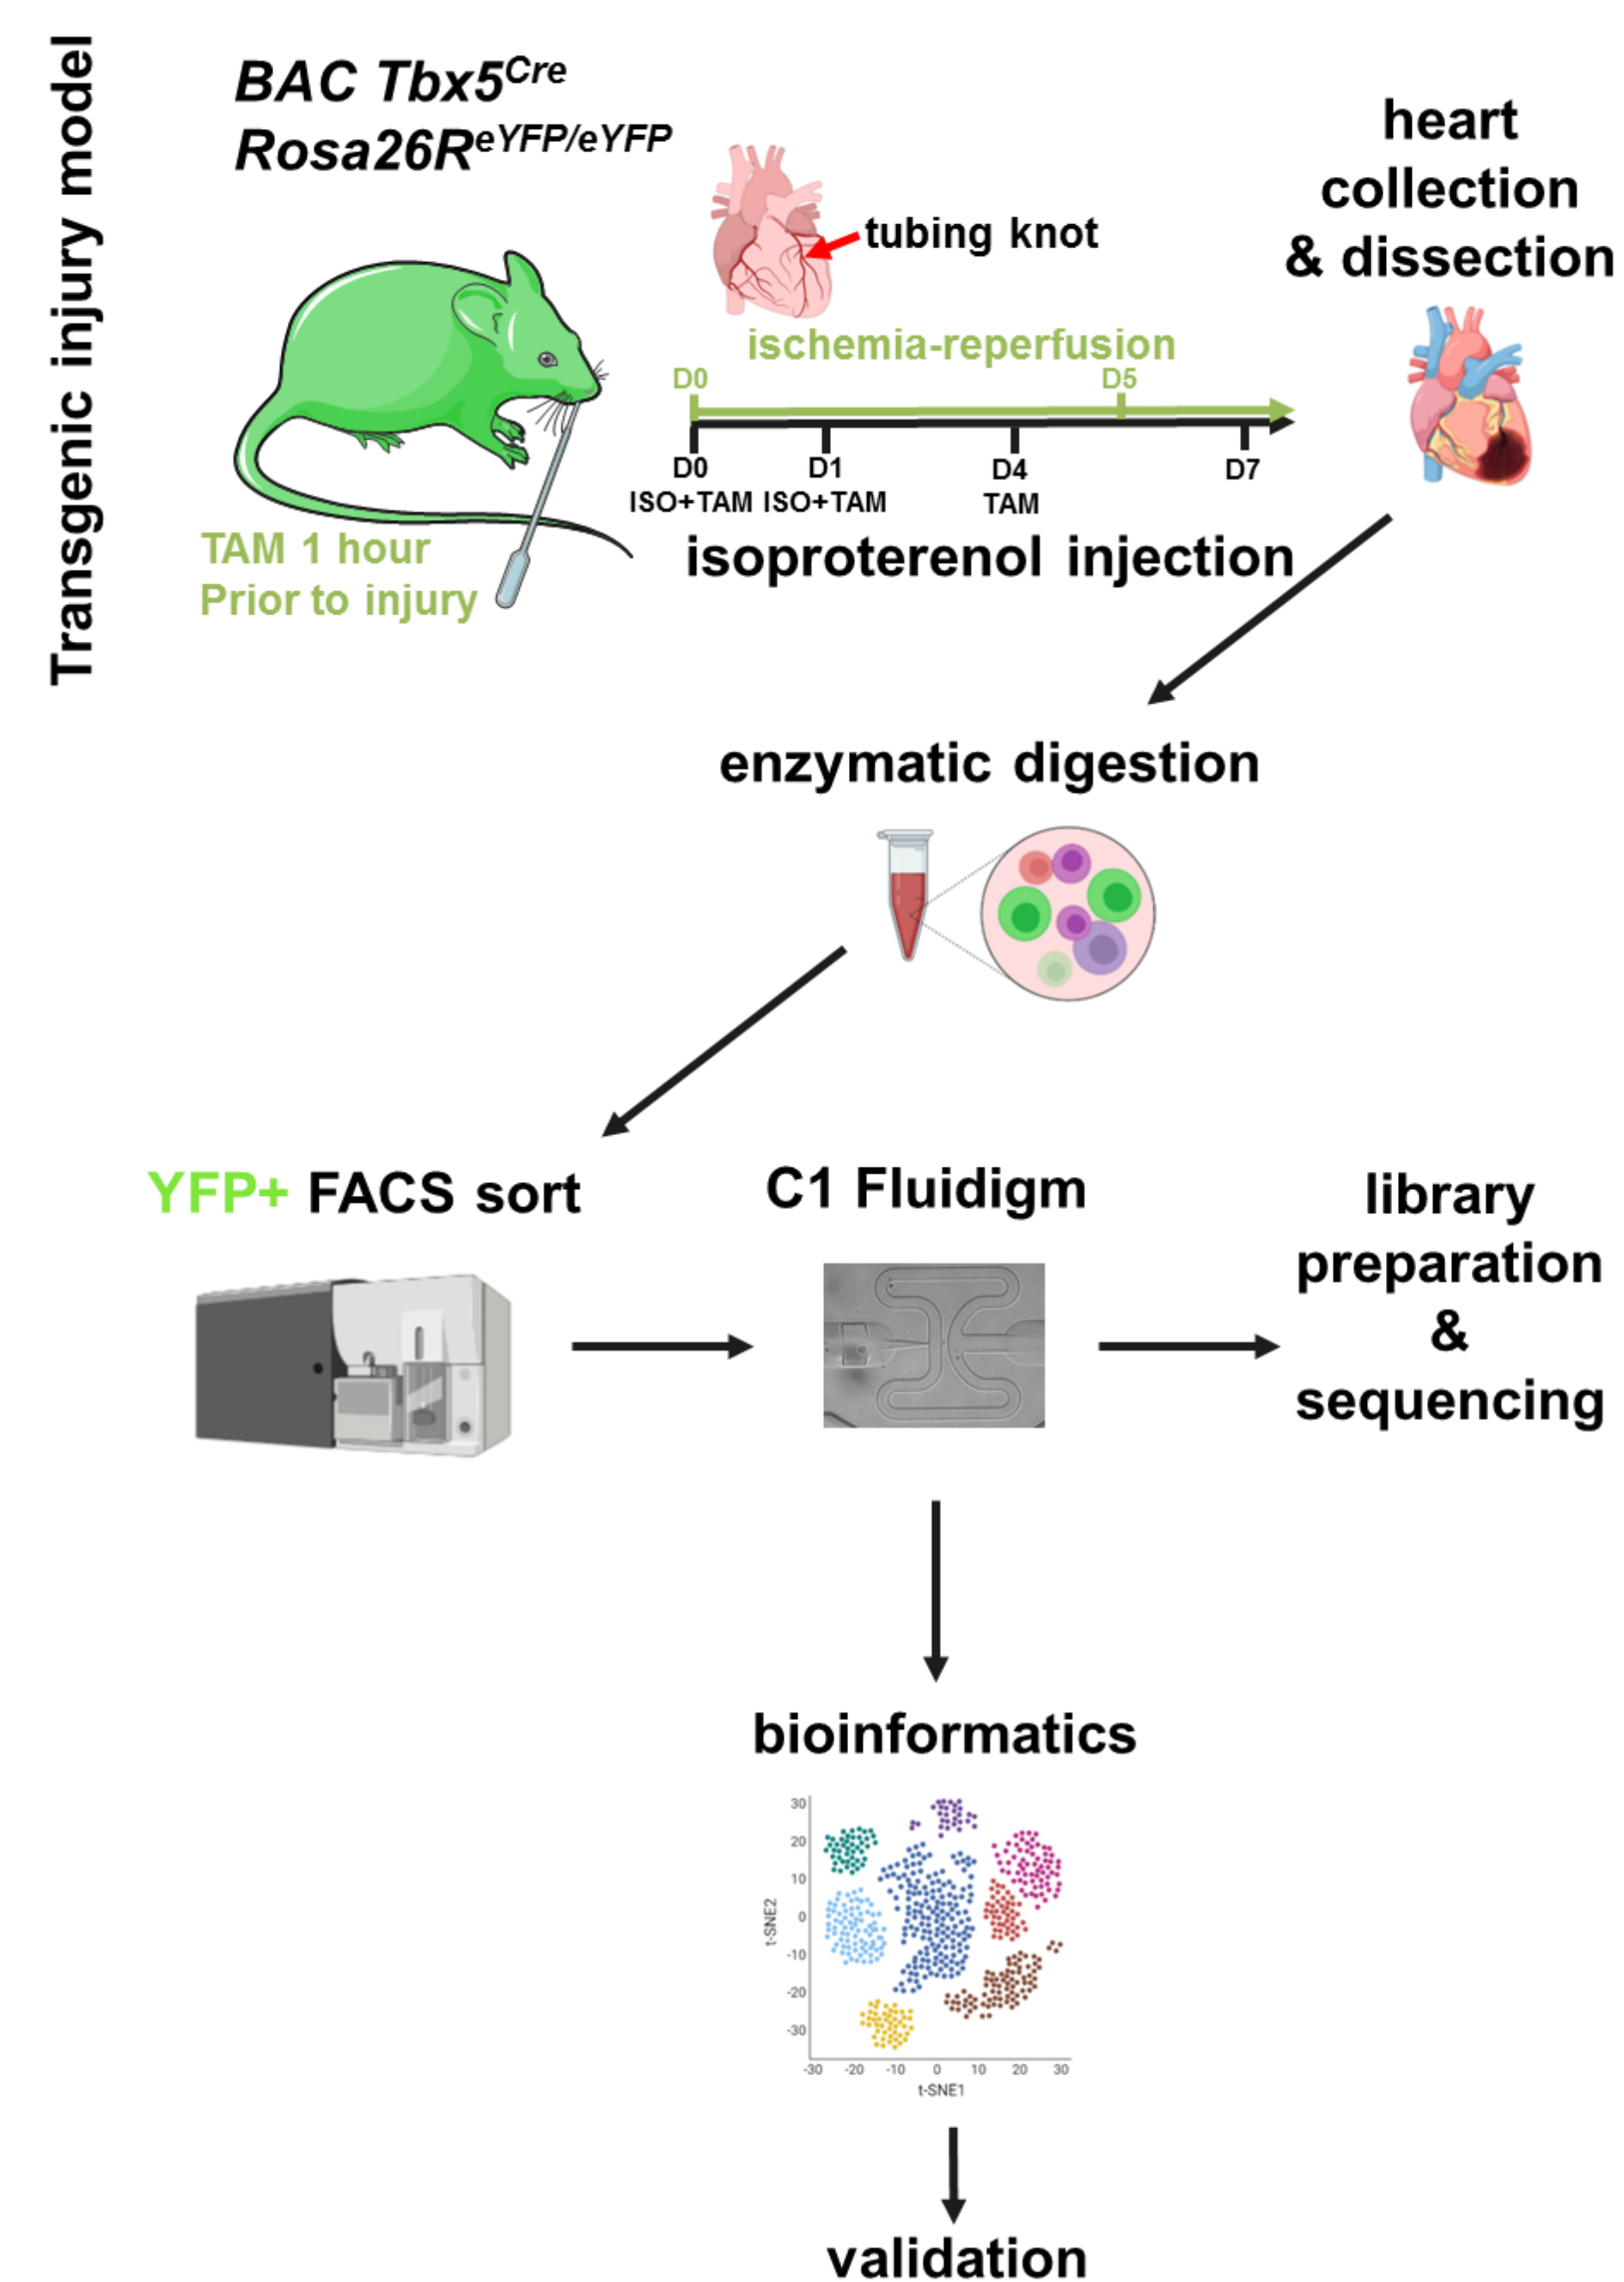 Transgenic injury model
BAC Tbx5Cre
Rosa26ReYFP/eYFP
tubing knot
heart
collection
& dissection
ischemia-reperfusion
D0 D5
D0 D1 D4 D7
ISO+TAM ISO+TAM TAM
isoproterenol injection
TAM 1 hour
Prior to injury
enzymatic digestion
YFP+ FACS sort
C1 Fluidigm
library
preparation
&
sequencing
bioinformatics
30
20
10
0
-10
-20
-30
t-SNE2
-30 -20 -10 0 10 20 30
t-SNE1
validation